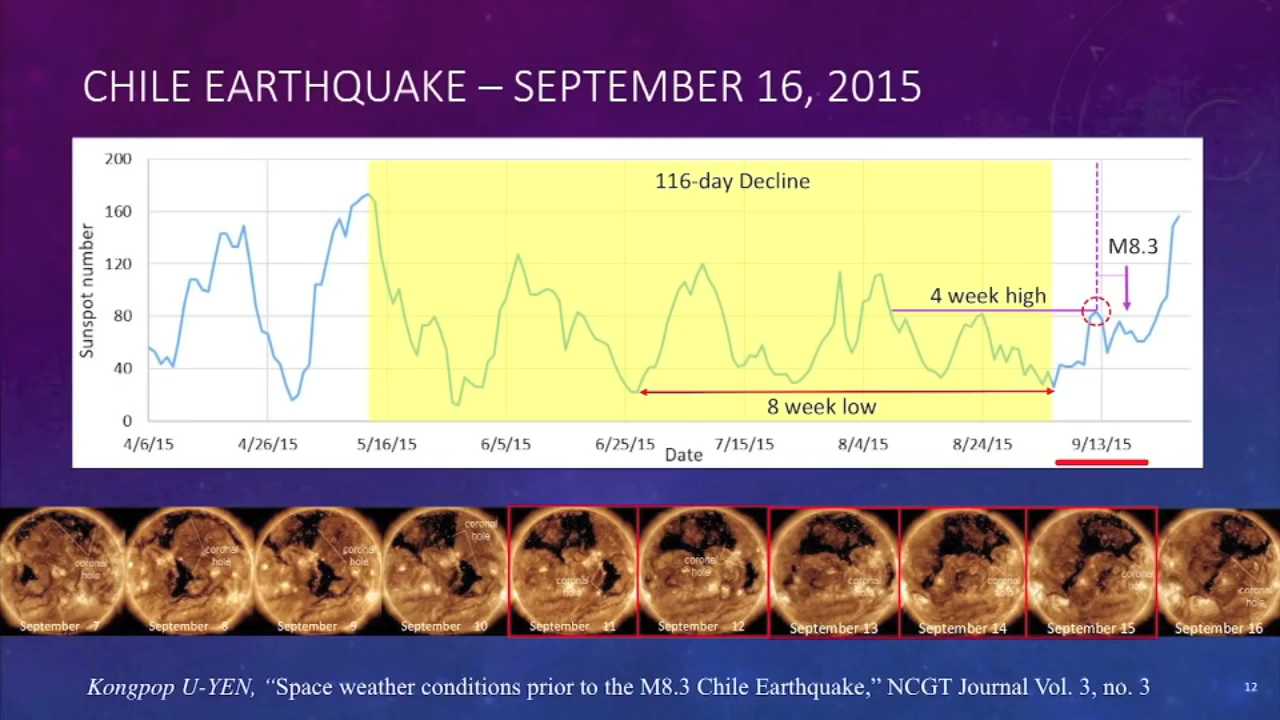 CHILE EARTHQUAKE – SEPTEMBER 16, 2015
200
116-day Decline
160
M8.3
120
4 week high
80
40
8 week low
0
Sunspot number
4/6/15 4/26/15 5/16/15 6/5/15 6/25/15 7/15/15 8/4/15 8/24/15 9/13/15
Date
coronal hole
coronal hole
coronal hole
coronal hole
coronal hole
coronal hole
coronal hole
coronal hole
coronal hole
coronal hole
September 7 September 8 September 9 September 10 September 11 September 12 September 13 September 14 September 15 September 16
Kongpop U-YEN, “Space weather conditions prior to the M8.3 Chile Earthquake,” NCGT Journal Vol. 3, no. 3
12